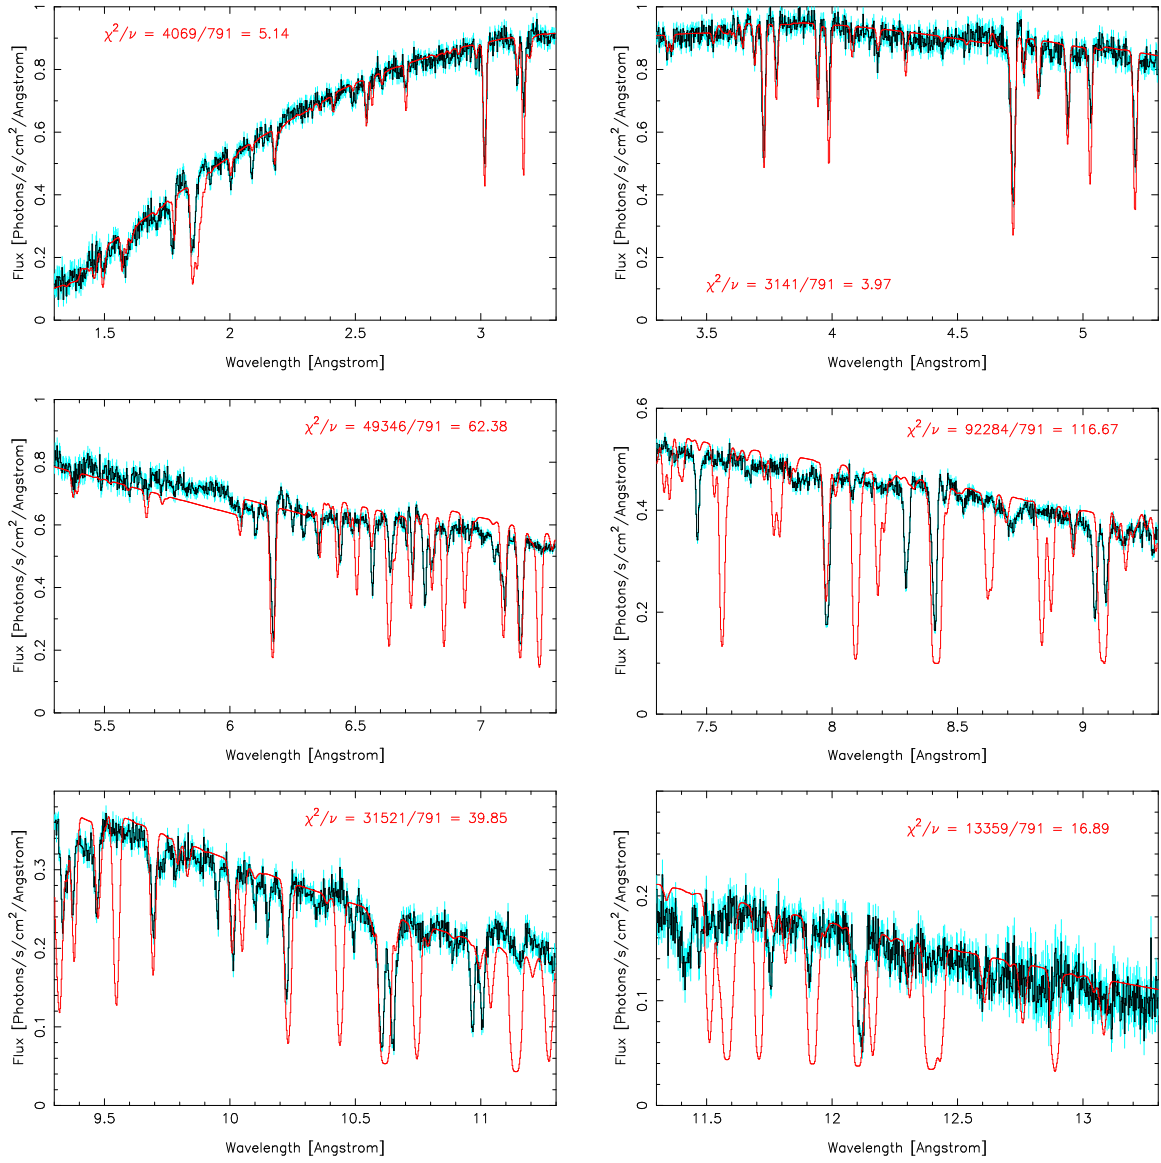 χ²/ν = 4069/791 = 5.14
Flux [Photons/s/cm²/Angstrom]
0 0.2 0.4 0.6 0.8 1
1.5 2 2.5 3
Wavelength [Angstrom]
χ²/ν = 3141/791 = 3.97
Flux [Photons/s/cm²/Angstrom]
0 0.2 0.4 0.6 0.8 1
3.5 4 4.5 5
Wavelength [Angstrom]
χ²/ν = 49346/791 = 62.38
Flux [Photons/s/cm²/Angstrom]
0 0.2 0.4 0.6 0.8 1
5.5 6 6.5 7
Wavelength [Angstrom]
χ²/ν = 92284/791 = 116.67
Flux [Photons/s/cm²/Angstrom]
0 0.2 0.4 0.6
7.5 8 8.5 9
Wavelength [Angstrom]
χ²/ν = 31521/791 = 39.85
Flux [Photons/s/cm²/Angstrom]
0 0.1 0.2 0.3
9.5 10 10.5 11
Wavelength [Angstrom]
χ²/ν = 13359/791 = 16.89
Flux [Photons/s/cm²/Angstrom]
0 0.1 0.2
11.5 12 12.5 13
Wavelength [Angstrom]